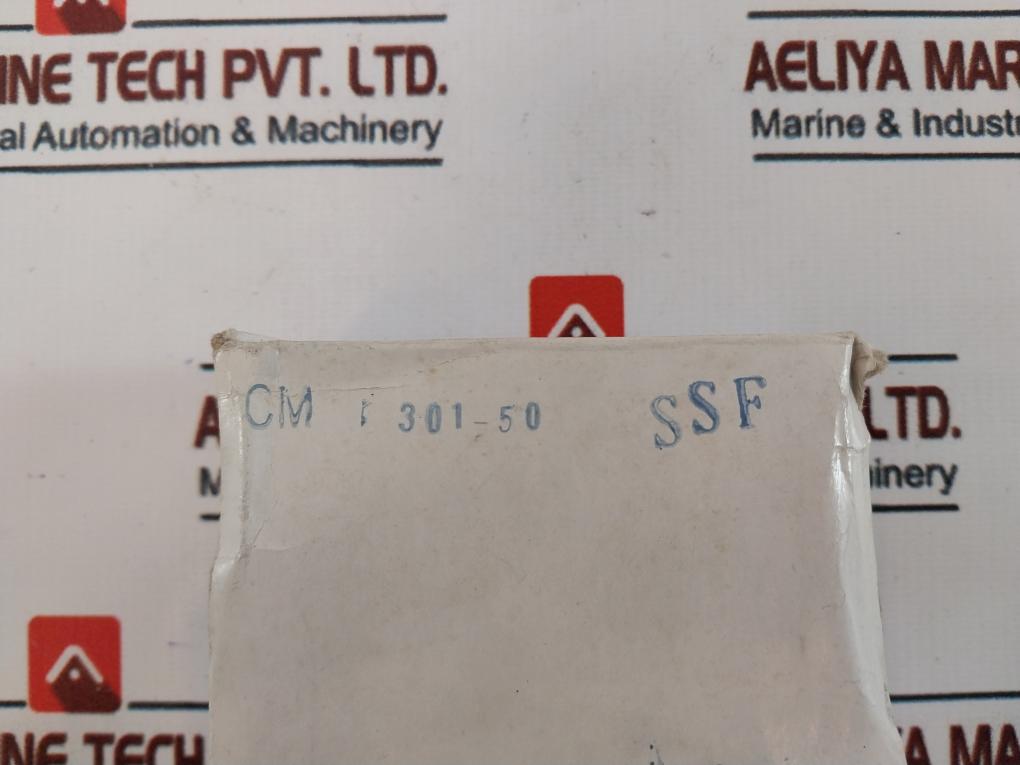 INE TECH PVT. LTD.
al Automation & Machinery
AELIYA MAR
Marine & Industr
CM 301-50 SSF
A
LTD.
M
inery
NE TECH
A MA